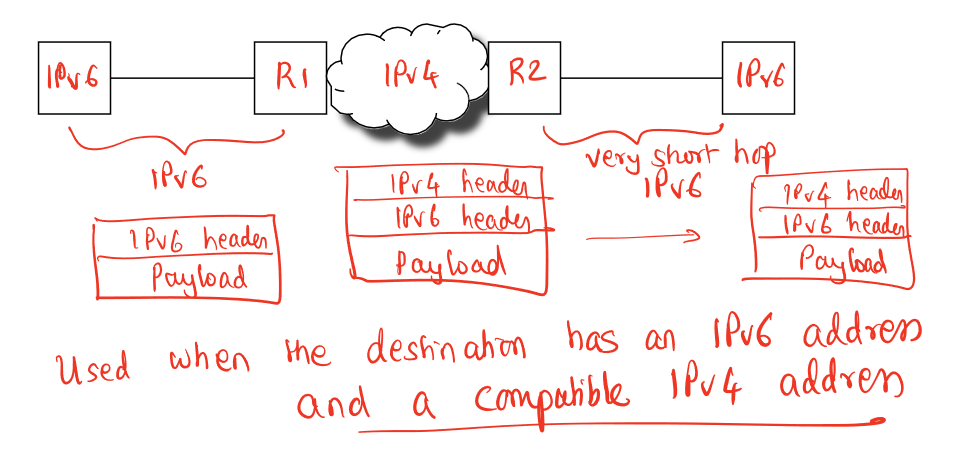 IPv6
R1
IPv4
R2
IPv6
IPv6
very short hop
IPv6
IPv6 header
Payload
IPv4 header
IPv6 header
Payload
IPv4 header
IPv6 header
Payload
Used when the destination has an IPv6 address
and a compatible IPv4 address